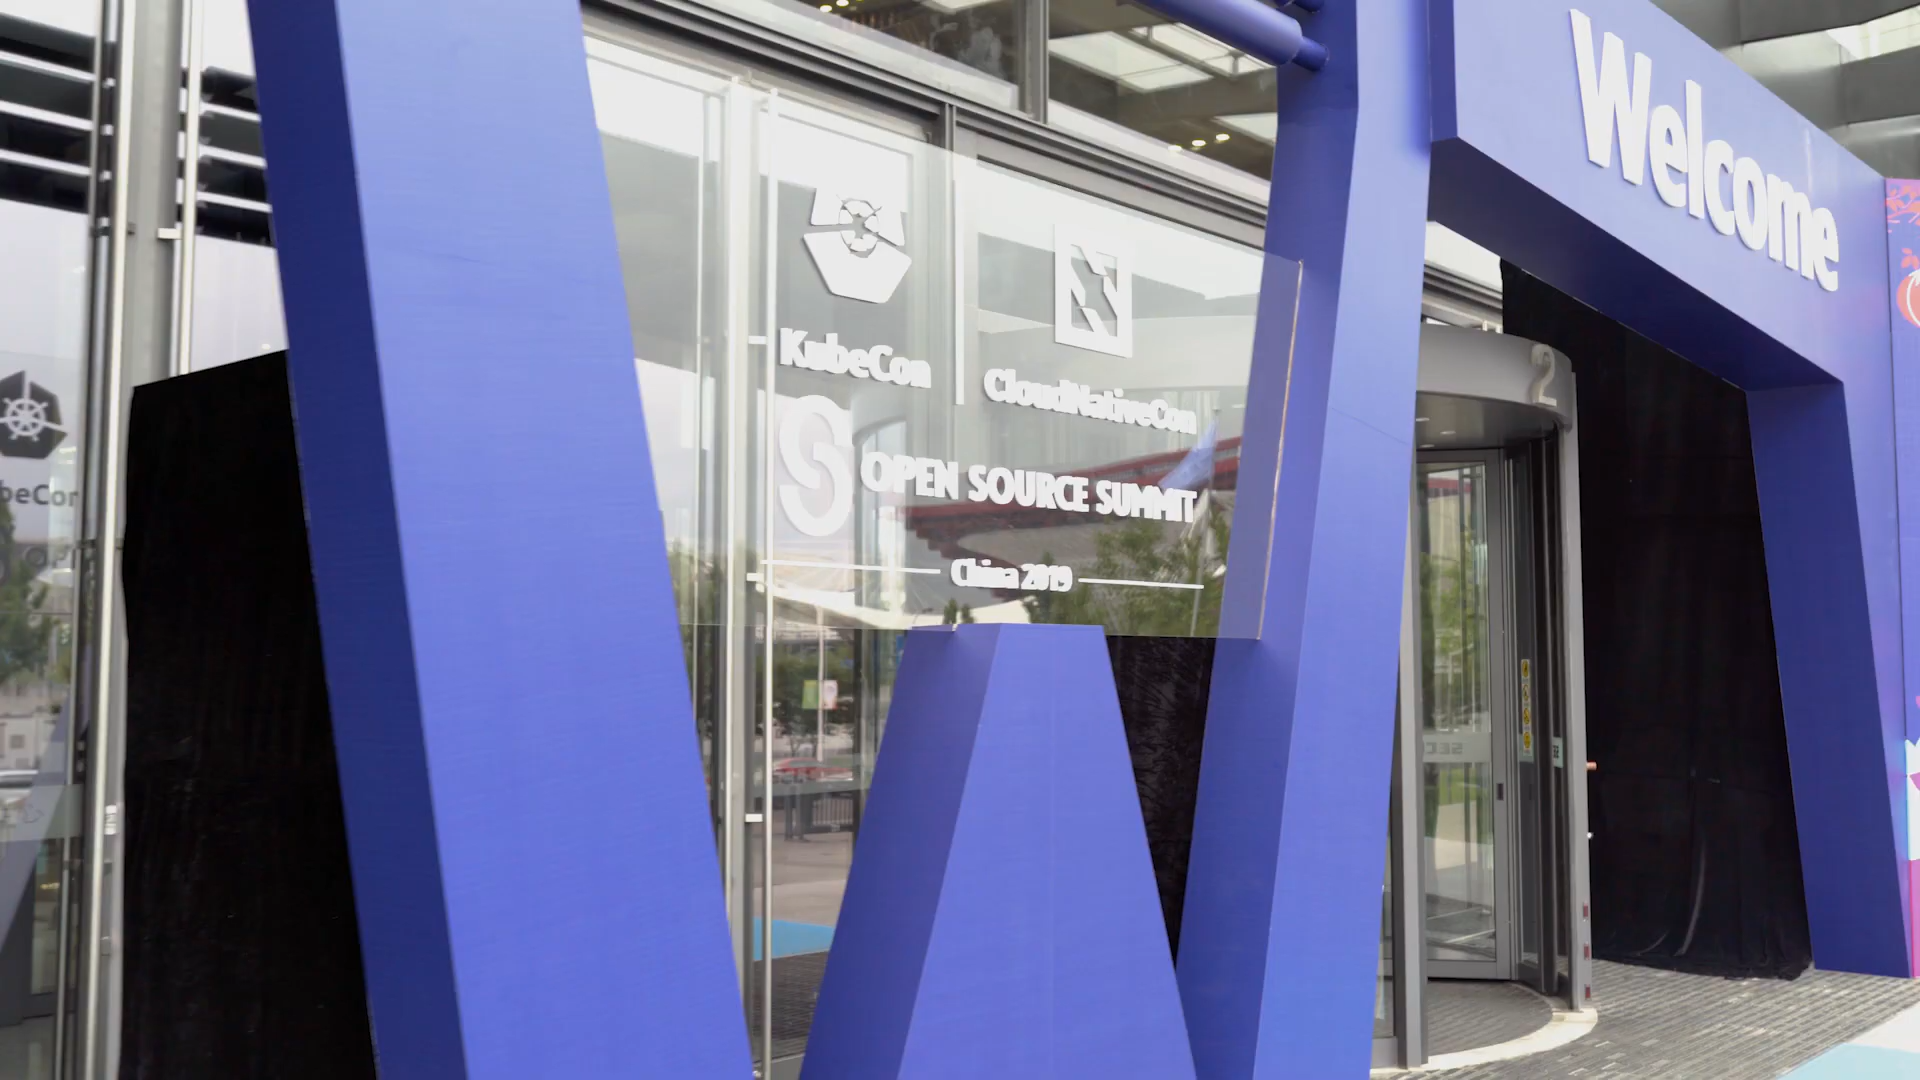 Welcome
2
KubeCon
CloudNativeCon
OPEN SOURCE SUMMIT
China 2019
beCon